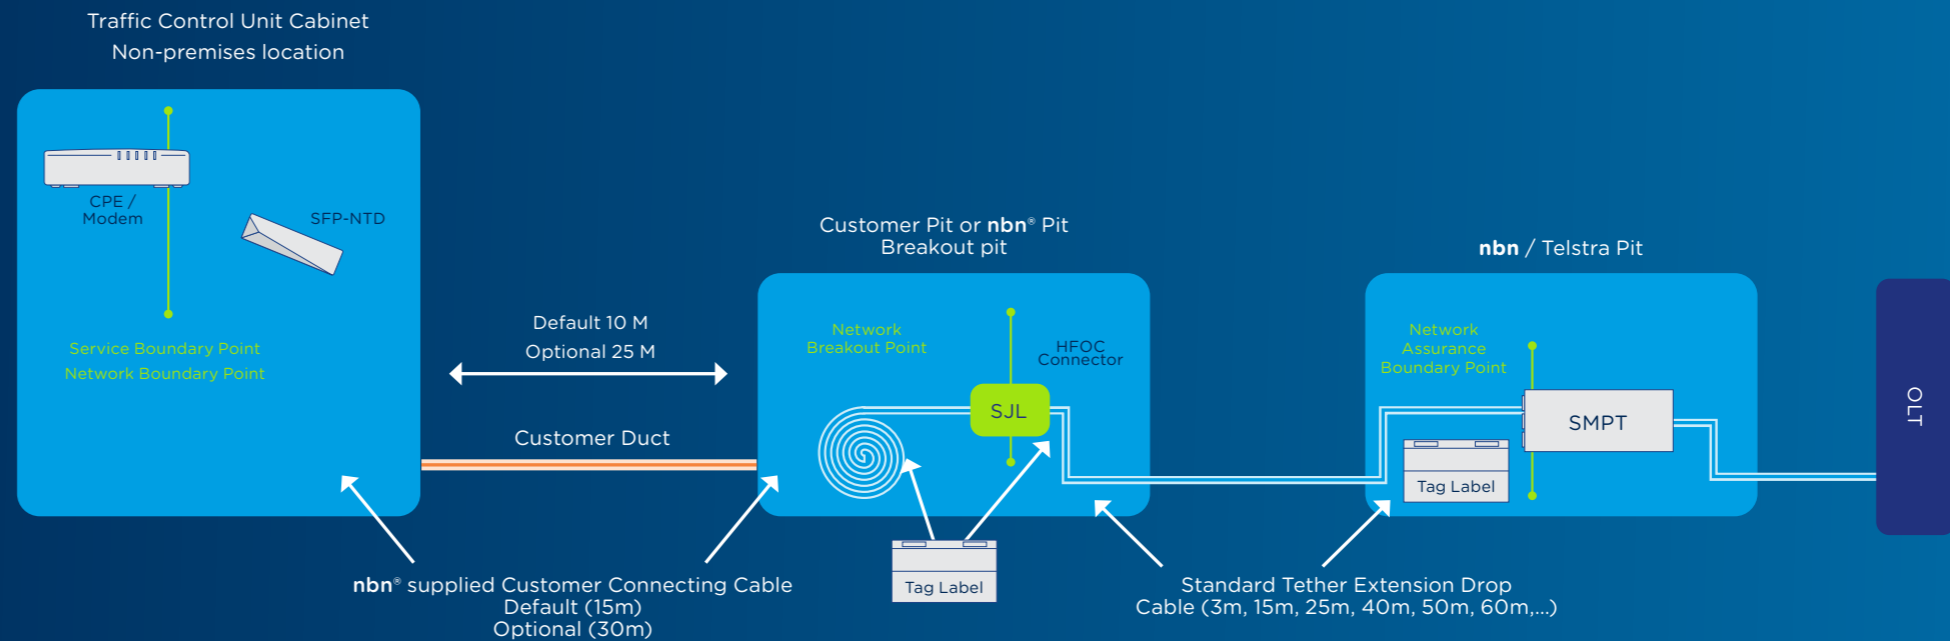 Traffic Control Unit Cabinet
Non-premises location
CPE /
Modem
SFP-NTD
Service Boundary Point
Network Boundary Point
Default 10 M
Optional 25 M
Customer Duct
nbn® supplied Customer Connecting Cable
Default (15m)
Optional (30m)
Customer Pit or nbn® Pit
Breakout pit
Network
Breakout Point
HFOC
Connector
SJL
Tag Label
nbn / Telstra Pit
Network
Assurance
Boundary Point
SMPT
Tag Label
Standard Tether Extension Drop
Cable (3m, 15m, 25m, 40m, 50m, 60m,...)
OLT